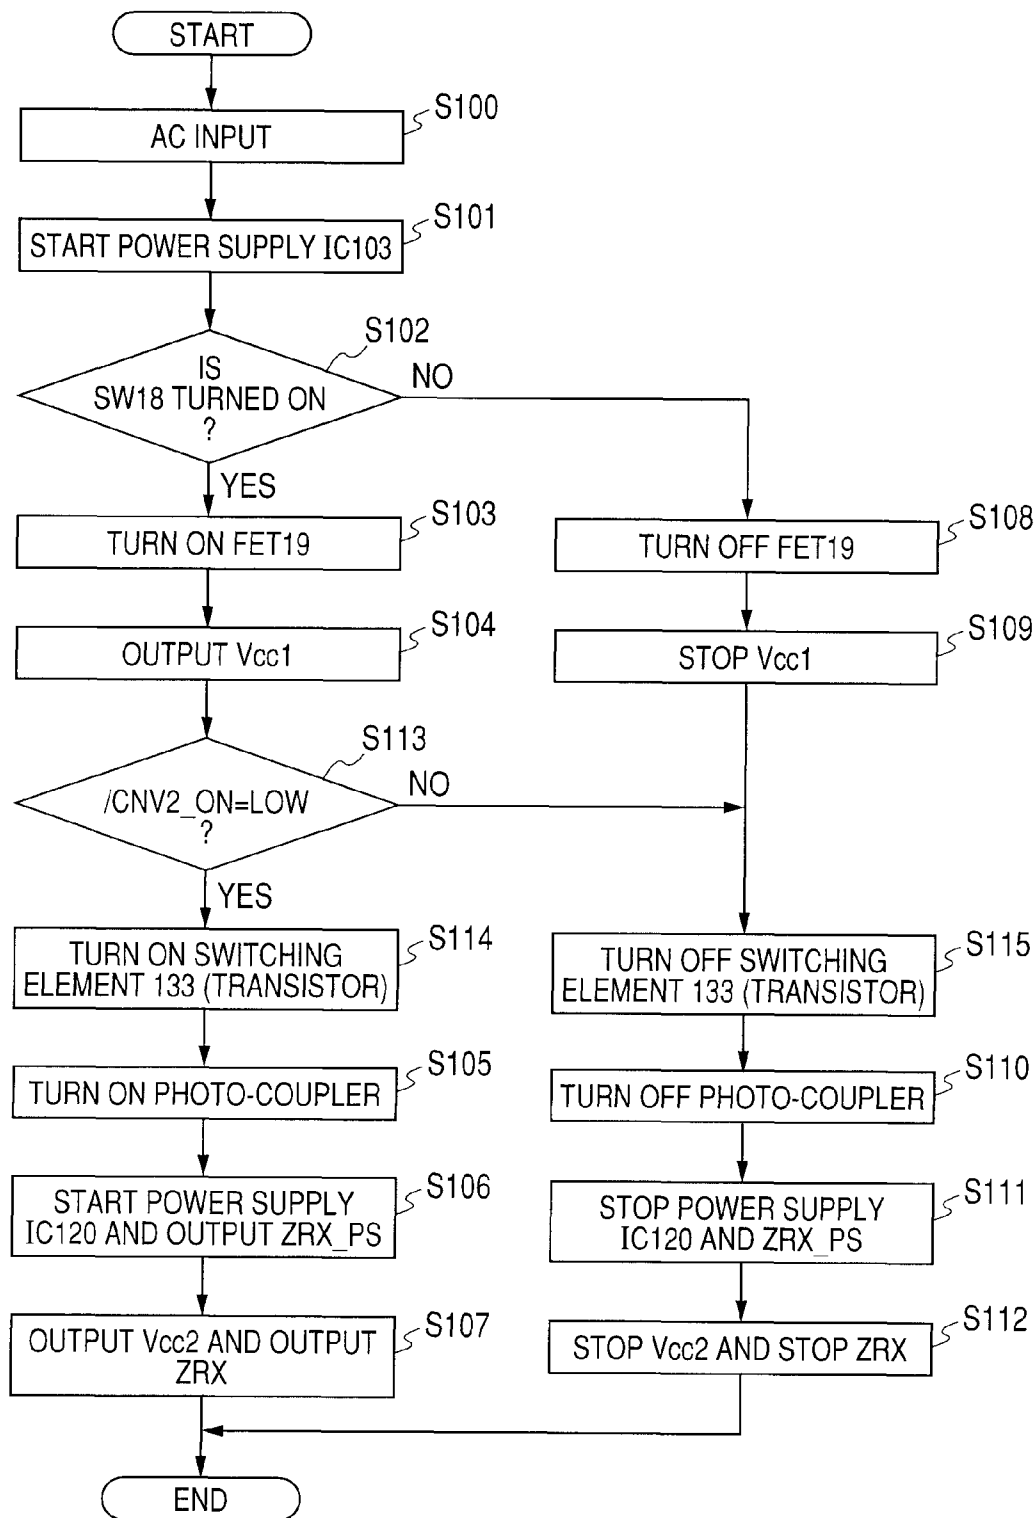 START
S100
AC INPUT
S101
START POWER SUPPLY IC103
S102
IS
SW18 TURNED ON
?
NO
YES
S103
TURN ON FET19
S108
TURN OFF FET19
S104
OUTPUT Vcc1
S109
STOP Vcc1
S113
/CNV2_ON=LOW
?
NO
YES
S114
TURN ON SWITCHING
ELEMENT 133 (TRANSISTOR)
S115
TURN OFF SWITCHING
ELEMENT 133 (TRANSISTOR)
S105
TURN ON PHOTO-COUPLER
S110
TURN OFF PHOTO-COUPLER
S106
START POWER SUPPLY
IC120 AND OUTPUT ZRX_PS
S111
STOP POWER SUPPLY
IC120 AND ZRX_PS
S107
OUTPUT Vcc2 AND OUTPUT
ZRX
S112
STOP Vcc2 AND STOP ZRX
END